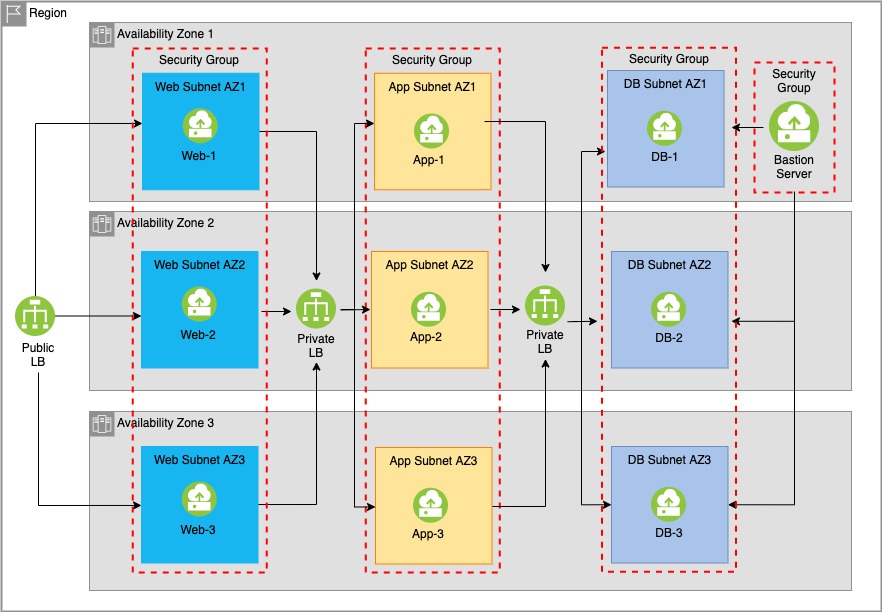 Region
Availability Zone 1
Security Group
Web Subnet AZ1
Web-1
Security Group
App Subnet AZ1
App-1
Security Group
DB Subnet AZ1
DB-1
Security
Group
Bastion
Server
Availability Zone 2
Web Subnet AZ2
Web-2
Private
LB
App Subnet AZ2
App-2
Private
LB
DB Subnet AZ2
DB-2
Public
LB
Availability Zone 3
Web Subnet AZ3
Web-3
App Subnet AZ3
App-3
DB Subnet AZ3
DB-3